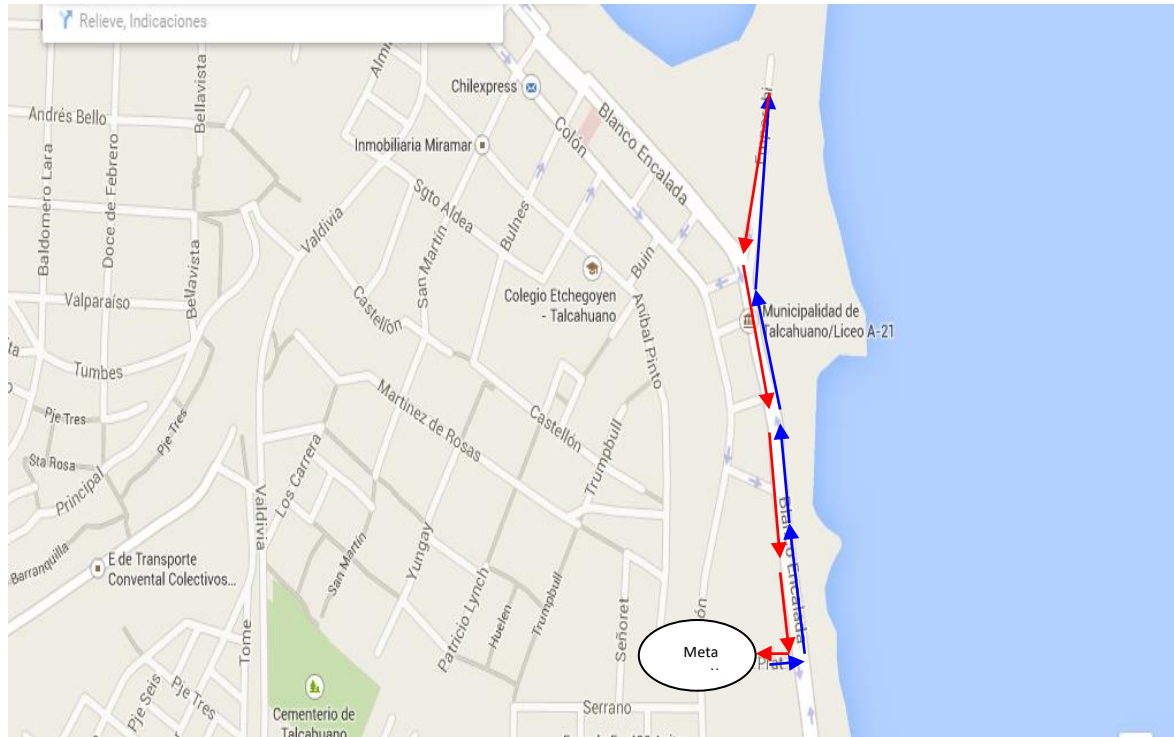 Relieve, Indicaciones
Andrés Bello
Bellavista
Baldomero Lara
Doce de Febrero
Bellavista
Valparaíso
Tumbes
Pje Tres
Sta Rosa
Pje Tres
Principal
Barranquilla
E de Transporte
Convental Colectivos...
Pje Seis
Pje Tres
Tome
Valdivia
Valdivia
Los Carrera
San Martín
San Martín
Castellón
Chilexpress
Inmobiliaria Miramar
Colón
Blanco Encalada
Sgto Aldea
Bulnes
Buin
Colegio Etchegoyen
- Talcahuano
Aníbal Pinto
Municipalidad de
Talcahuano/Liceo A-21
Martínez de Rosas
Castellón
Trumpbull
Yungay
Patricio Lynch
Huelen
Trumpbull
Señoret
Blanco Encalada
Meta
Prat
Serrano
Cementerio de
Talcahuano